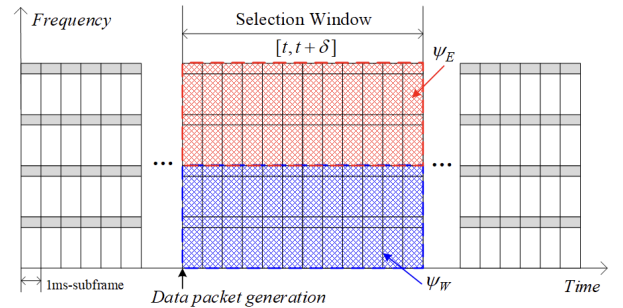 Frequency
Selection Window
[t, t + δ]
ψ_E
...
...
1ms-subframe
ψ_W
Time
Data packet generation